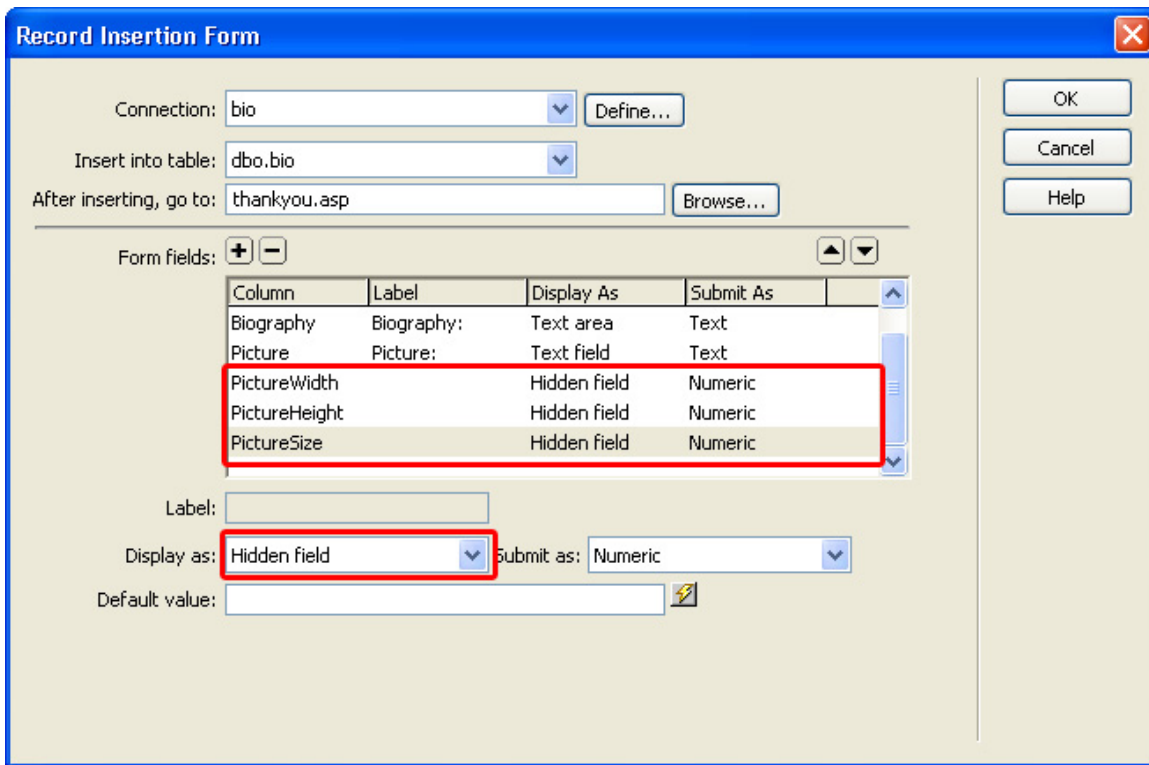 Record Insertion Form
Connection: bio Define...
OK
Insert into table: dbo.bio
Cancel
After inserting, go to: thankyou.asp Browse...
Help
Form fields:
Column Label Display As Submit As
Biography Biography: Text area Text
Picture Picture: Text field Text
PictureWidth Hidden field Numeric
PictureHeight Hidden field Numeric
PictureSize Hidden field Numeric
Label:
Display as: Hidden field Submit as: Numeric
Default value: